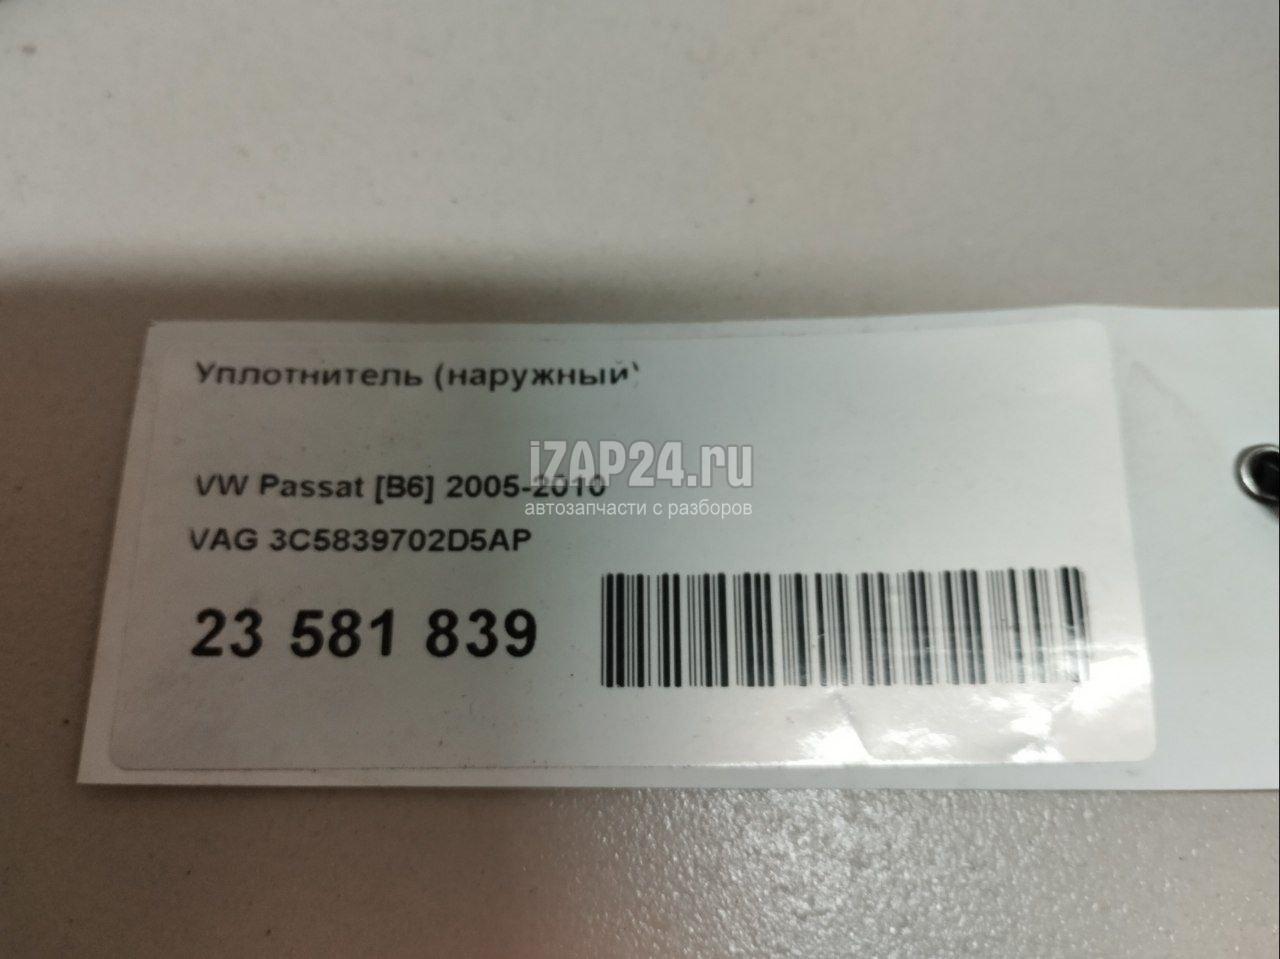 Уплотнитель (наружный)
iZAP24.ru
VW Passat [B6] 2005-2010
автозапчасти с разборов
VAG 3C5839702D5AP
23 581 839